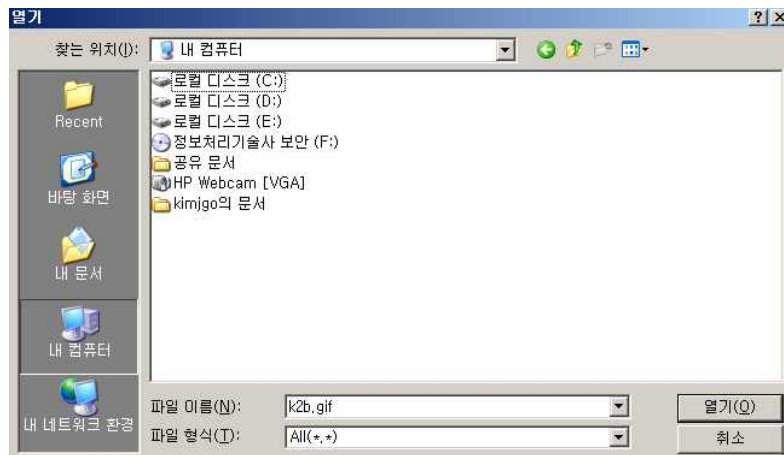 열기
찾는 위치(I):
내 컴퓨터
Recent
바탕 화면
내 문서
내 컴퓨터
내 네트워크 환경
로컬 디스크 (C:)
로컬 디스크 (D:)
로컬 디스크 (E:)
정보처리기술사 보안 (F:)
공유 문서
HP Webcam [VGA]
kimjgo의 문서
파일 이름(N):
k2b.gif
열기(O)
파일 형식(T):
All(*.*)
취소